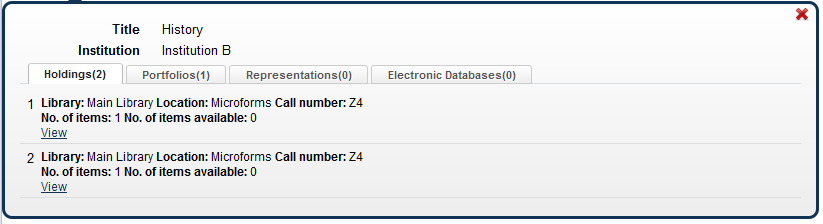 Title History
Institution Institution B
Holdings(2) Portfolios(1) Representations(0) Electronic Databases(0)
1 Library: Main Library Location: Microforms Call number: Z4
No. of items: 1 No. of items available: 0
View
2 Library: Main Library Location: Microforms Call number: Z4
No. of items: 1 No. of items available: 0
View